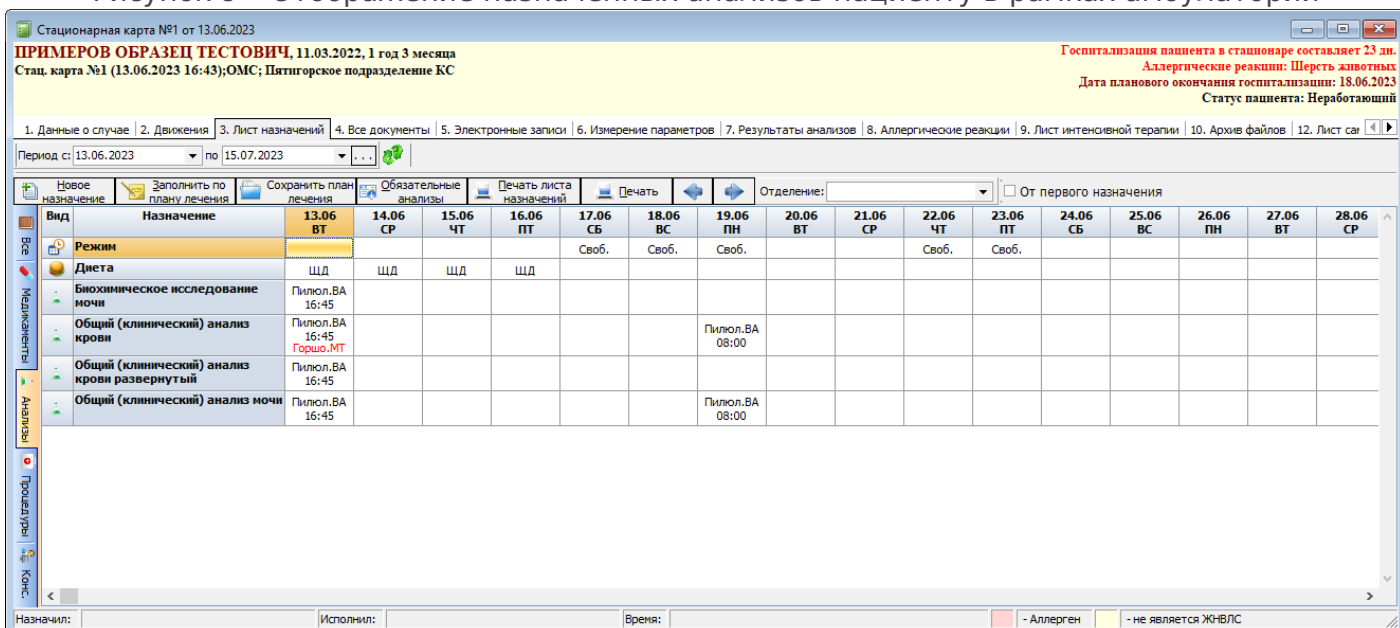 Стационарная карта №1 от 13.06.2023
ПРИМЕРОВ ОБРАЗЕЦ ТЕСТОВИЧ, 11.03.2022, 1 год 3 месяца
Стац. карта №1 (13.06.2023 16:43);ОМС; Пятигорское подразделение КС
Госпитализация пациента в стационаре составляет 23 дн.
Аллергические реакции: Шерсть животных
Дата планового окончания госпитализации: 18.06.2023
Статус пациента: Неработающий
1. Данные о случае 2. Движения 3. Лист назначений 4. Все документы 5. Электронные записи 6. Измерение параметров 7. Результаты анализов 8. Аллергические реакции 9. Лист интенсивной терапии 10. Архив файлов 12. Лист саг
Период с: 13.06.2023 по 15.07.2023 ...
Новое назначение Заполнить по плану лечения Сохранить план лечения Обязательные анализы Печать листа назначений Печать Отделение: От первого назначения
Вид Назначение 13.06 ВТ 14.06 СР 15.06 ЧТ 16.06 ПТ 17.06 СБ 18.06 ВС 19.06 ПН 20.06 ВТ 21.06 СР 22.06 ЧТ 23.06 ПТ 24.06 СБ 25.06 ВС 26.06 ПН 27.06 ВТ 28.06 СР
Режим Своб. Своб. Своб. Своб. Своб.
Диета ЩД ЩД ЩД ЩД
Биохимическое исследование мочи Пилюл.ВА 16:45
Общий (клинический) анализ крови Пилюл.ВА 16:45 Горшо.МТ Пилюл.ВА 08:00
Общий (клинический) анализ крови развернутый Пилюл.ВА 16:45
Общий (клинический) анализ мочи Пилюл.ВА 16:45 Пилюл.ВА 08:00
Все
Медикаменты
Анализы
Процедуры
Конс.
Назначил: Исполнил: Время: - Аллерген - не является ЖНВЛС